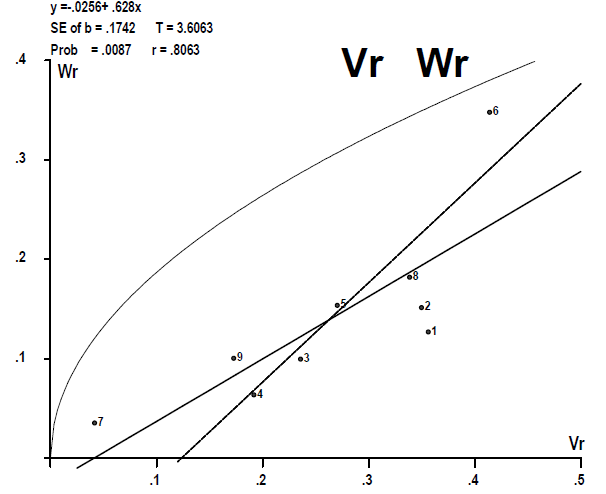 y =-.0256+ .628x
SE of b = .1742 T = 3.6063
Prob = .0087 r = .8063
Vr Wr
.4
Wr
6
.3
.2
8
5
2
1
.1
9
3
4
7
Vr
.1 .2 .3 .4 .5